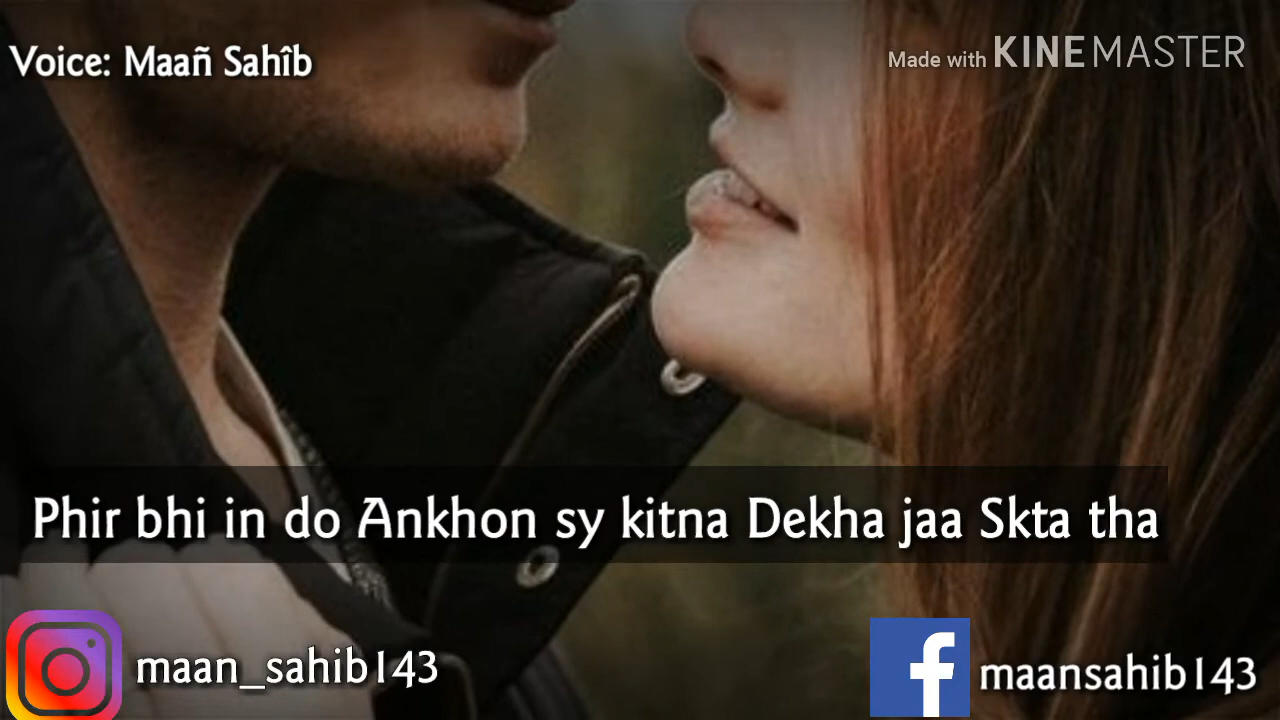 Voice: Maañ Sahîb
Made with KINEMASTER
Phir bhi in do Ankhon sy kitna Dekha jaa Skta tha
maan_sahib143
maansahib143